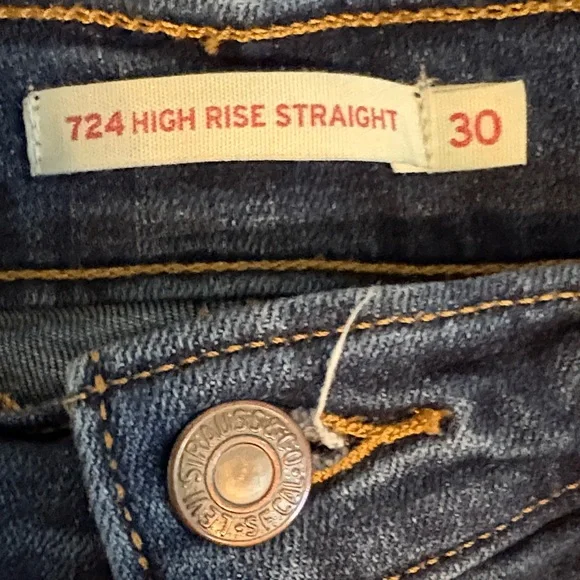 724 HIGH RISE STRAIGHT 30
LEVI STRAUSS & CO. S.F. CAL.